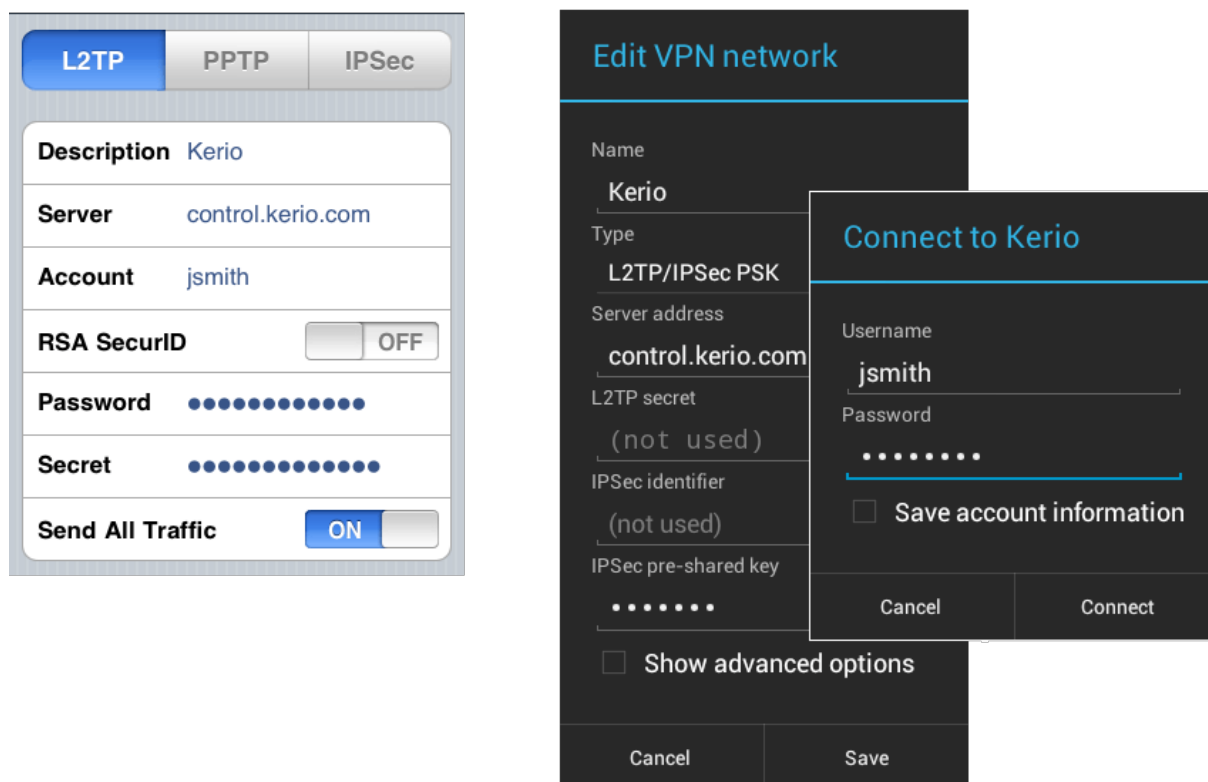 L2TP PPTP IPSec
Description Kerio
Server control.kerio.com
Account jsmith
RSA SecurID OFF
Password ••••••••••••
Secret •••••••••••••
Send All Traffic ON
Edit VPN network
Name
Kerio
Type
L2TP/IPSec PSK
Server address
control.kerio.com
L2TP secret
(not used)
IPSec identifier
(not used)
IPSec pre-shared key
•••••••
Show advanced options
Cancel Save
Connect to Kerio
Username
jsmith
Password
••••••••
Save account information
Cancel Connect